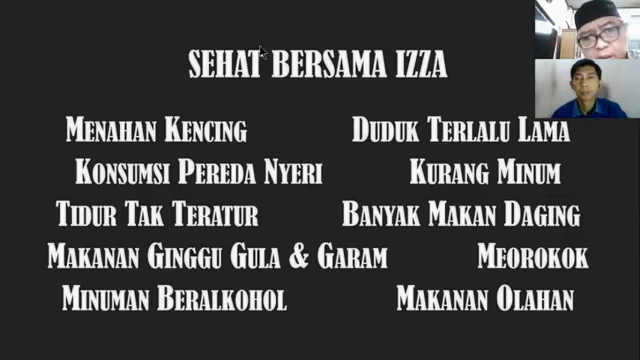 SEHAT BERSAMA IZZA
MENAHAN KENCING
DUDUK TERLALU LAMA
KONSUMSI PEREDA NYERI
KURANG MINUM
TIDUR TAK TERATUR
BANYAK MAKAN DAGING
MAKANAN GINGGU GULA & GARAM
MEOROKOK
MINUMAN BERALKOHOL
MAKANAN OLAHAN